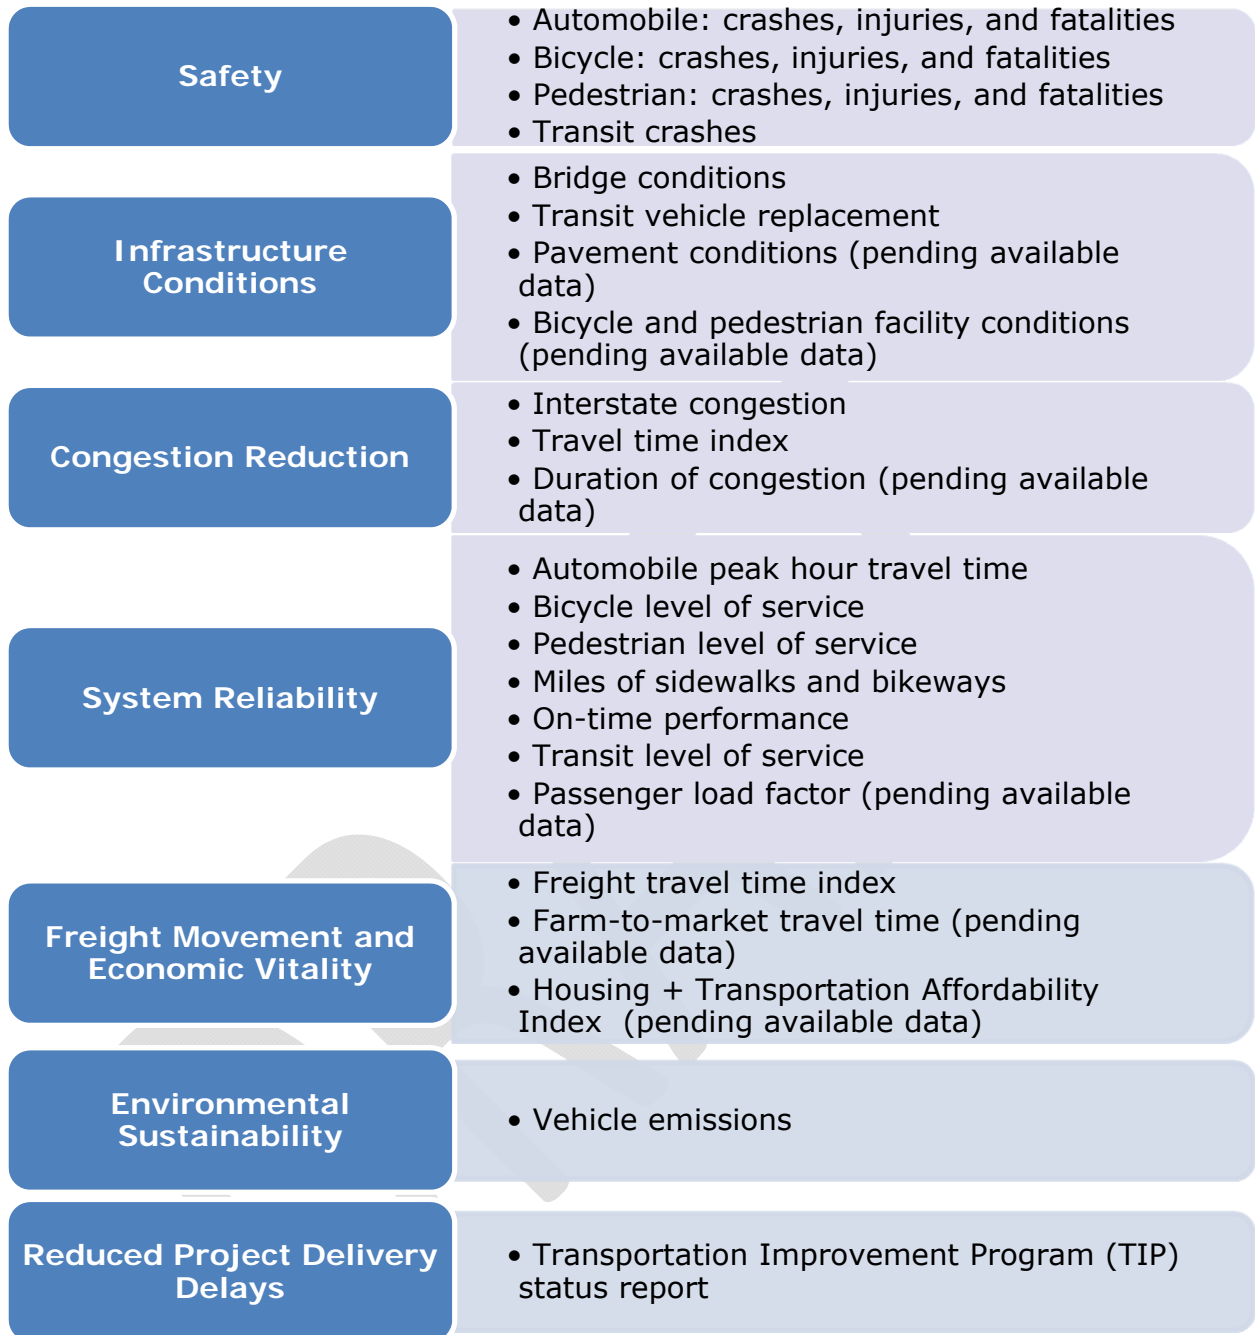 Safety
• Automobile: crashes, injuries, and fatalities
• Bicycle: crashes, injuries, and fatalities
• Pedestrian: crashes, injuries, and fatalities
• Transit crashes
Infrastructure
Conditions
• Bridge conditions
• Transit vehicle replacement
• Pavement conditions (pending available
data)
• Bicycle and pedestrian facility conditions
(pending available data)
Congestion Reduction
• Interstate congestion
• Travel time index
• Duration of congestion (pending available
data)
System Reliability
• Automobile peak hour travel time
• Bicycle level of service
• Pedestrian level of service
• Miles of sidewalks and bikeways
• On-time performance
• Transit level of service
• Passenger load factor (pending available
data)
Freight Movement and
Economic Vitality
• Freight travel time index
• Farm-to-market travel time (pending
available data)
• Housing + Transportation Affordability
Index (pending available data)
Environmental
Sustainability
• Vehicle emissions
Reduced Project Delivery
Delays
• Transportation Improvement Program (TIP)
status report